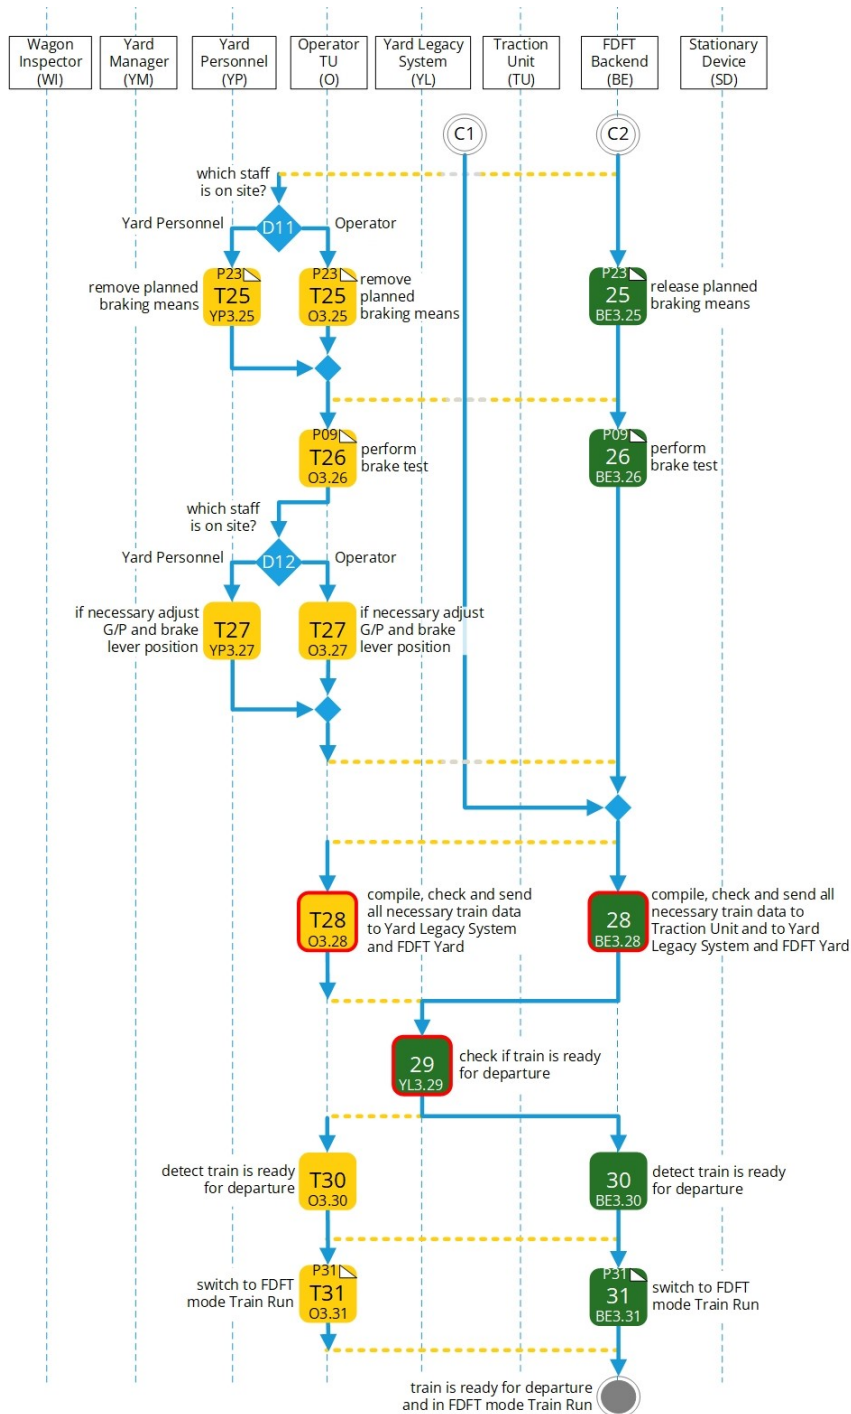 Wagon
Inspector
(WI)
Yard
Manager
(YM)
Yard
Personnel
(YP)
Operator
TU
(O)
Yard Legacy
System
(YL)
Traction
Unit
(TU)
FDFT
Backend
(BE)
Stationary
Device
(SD)
C1
C2
which staff
is on site?
Yard Personnel
D11
Operator
remove planned
braking means
P23
T25
YP3.25
P23
T25
O3.25
remove
planned
braking means
P23
25
BE3.25
release planned
braking means
P09
T26
O3.26
perform
brake test
P09
26
BE3.26
perform
brake test
which staff
is on site?
Yard Personnel
D12
Operator
if necessary adjust
G/P and brake
lever position
T27
YP3.27
T27
O3.27
if necessary adjust
G/P and brake
lever position
T28
O3.28
compile, check and send
all necessary train data
to Yard Legacy System
and FDFT Yard
28
BE3.28
compile, check and send all
necessary train data to
Traction Unit and to Yard
Legacy System and FDFT Yard
29
YL3.29
check if train is ready
for departure
detect train is ready
for departure
T30
O3.30
30
BE3.30
detect train is ready
for departure
switch to FDFT
mode Train Run
P31
T31
O3.31
P31
31
BE3.31
switch to FDFT
mode Train Run
train is ready for departure
and in FDFT mode Train Run